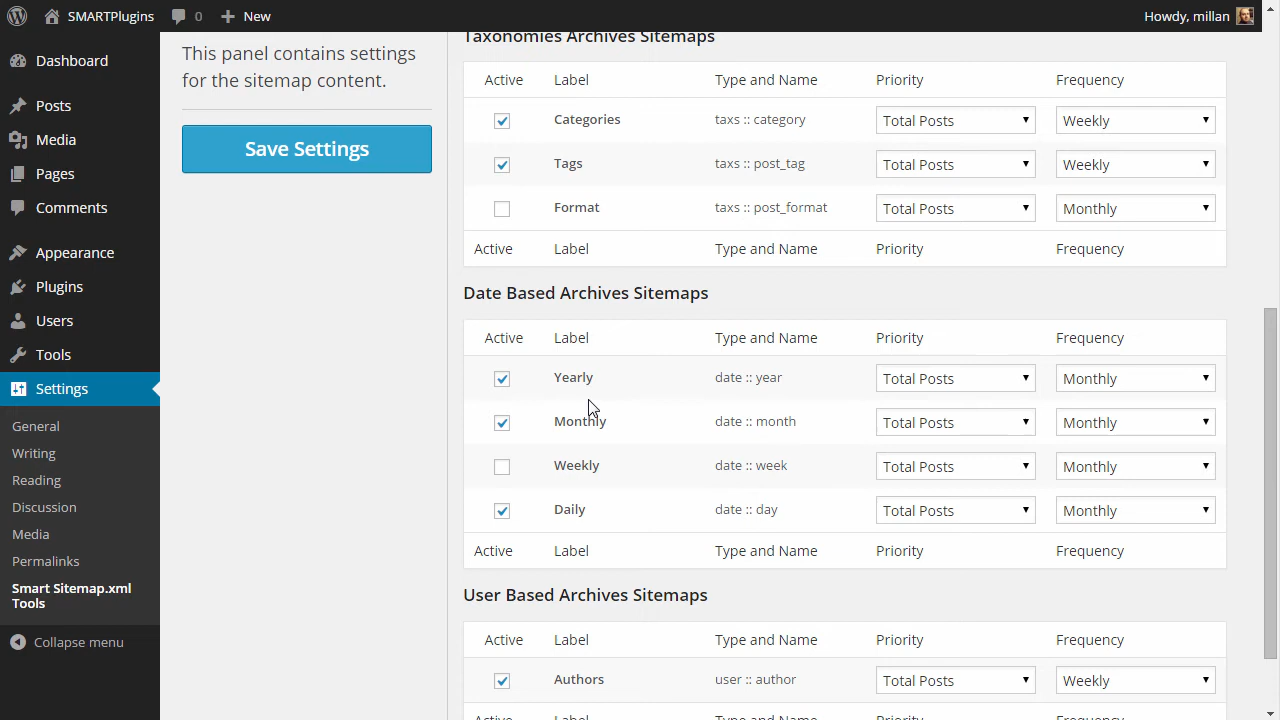 SMARTPlugins 0 New Howdy, millan
Dashboard
Posts
Media
Pages
Comments
Appearance
Plugins
Users
Tools
Settings
General
Writing
Reading
Discussion
Media
Permalinks
Smart Sitemap.xml
Tools
Collapse menu
This panel contains settings
for the sitemap content.
Save Settings
Taxonomies Archives Sitemaps
Active Label Type and Name Priority Frequency
Categories taxs :: category Total Posts Weekly
Tags taxs :: post_tag Total Posts Weekly
Format taxs :: post_format Total Posts Monthly
Active Label Type and Name Priority Frequency
Date Based Archives Sitemaps
Active Label Type and Name Priority Frequency
Yearly date :: year Total Posts Monthly
Monthly date :: month Total Posts Monthly
Weekly date :: week Total Posts Monthly
Daily date :: day Total Posts Monthly
Active Label Type and Name Priority Frequency
User Based Archives Sitemaps
Active Label Type and Name Priority Frequency
Authors user :: author Total Posts Weekly
Active Label Type and Name Priority Frequency